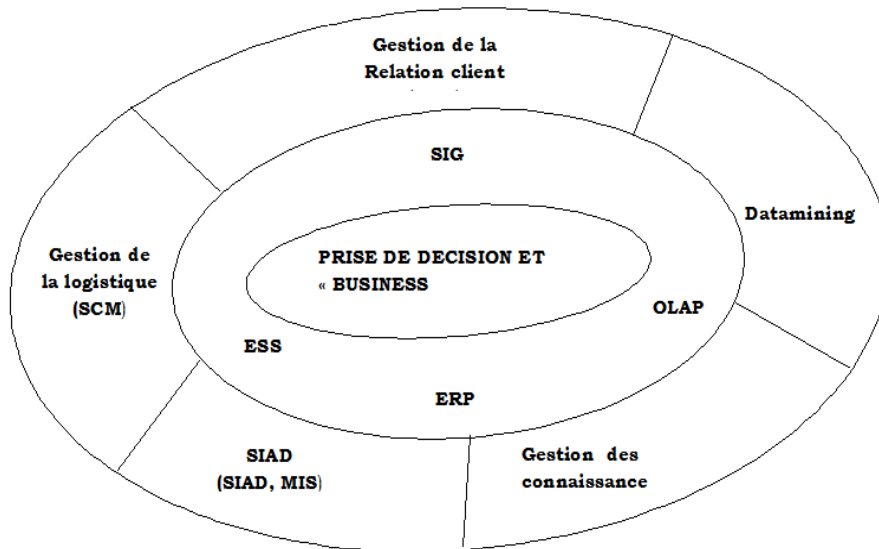 Gestion de la
Relation client
SIG
Datamining
PRISE DE DECISION ET
« BUSINESS
Gestion de
la logistique
(SCM)
OLAP
ESS
ERP
SIAD
(SIAD, MIS)
Gestion des
connaissance